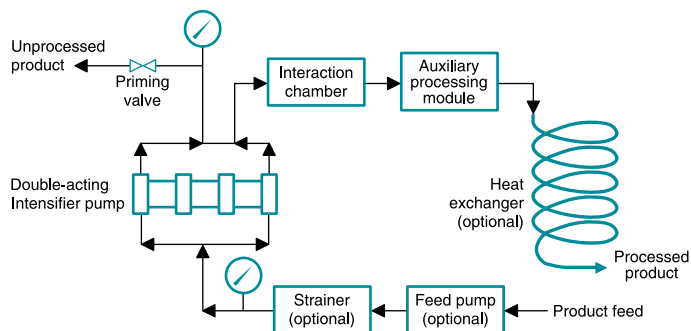 Unprocessed
product
Priming
valve
Interaction
chamber
Auxiliary
processing
module
Double-acting
Intensifier pump
Heat
exchanger
(optional)
Processed
product
Strainer
(optional)
Feed pump
(optional)
Product feed